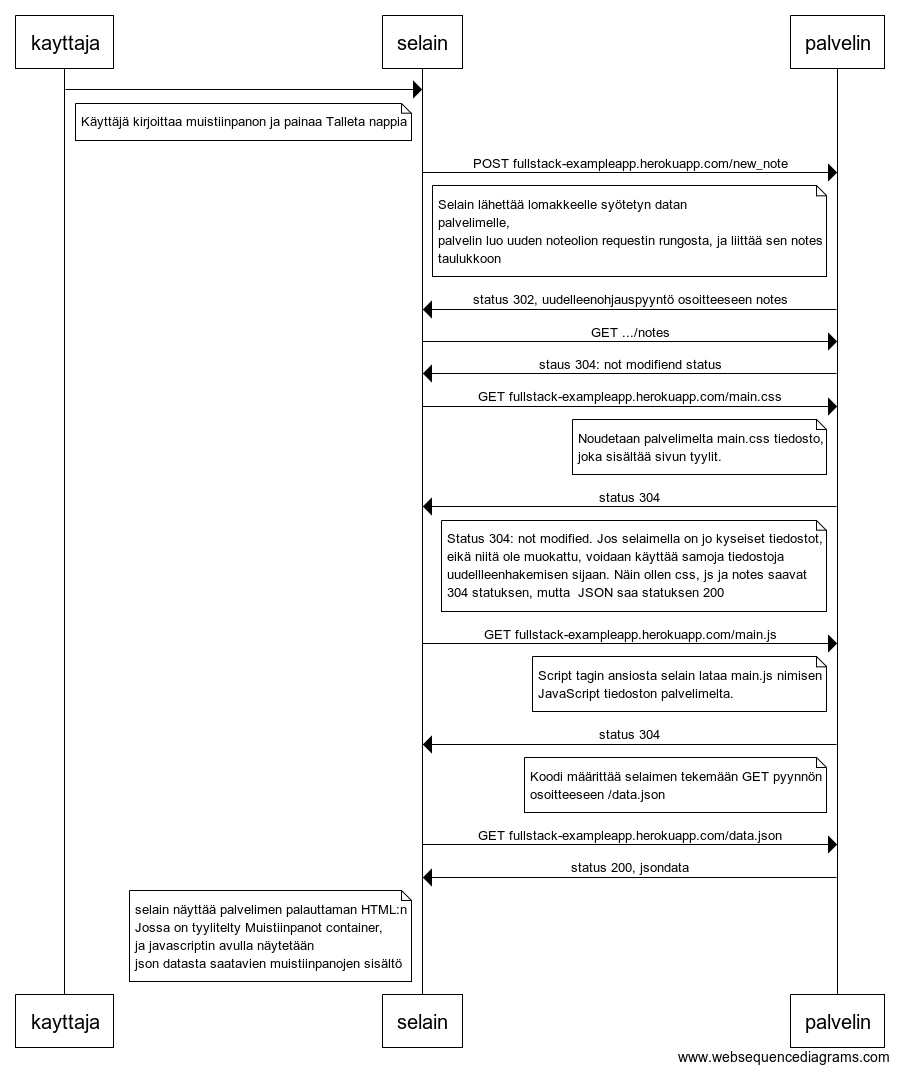 kayttaja
selain
palvelin
Käyttäjä kirjoittaa muistiinpanon ja painaa Talleta nappia
POST fullstack-exampleapp.herokuapp.com/new_note
Selain lähettää lomakkeelle syötetyn datan
palvelimelle,
palvelin luo uuden noteolion requestin rungosta, ja liittää sen notes
taulukkoon
status 302, uudelleenohjauspyyntö osoitteeseen notes
GET .../notes
staus 304: not modifiend status
GET fullstack-exampleapp.herokuapp.com/main.css
Noudetaan palvelimelta main.css tiedosto,
joka sisältää sivun tyylit.
status 304
Status 304: not modified. Jos selaimella on jo kyseiset tiedostot,
eikä niitä ole muokattu, voidaan käyttää samoja tiedostoja
uudellleenhakemisen sijaan. Näin ollen css, js ja notes saavat
304 statuksen, mutta  JSON saa statuksen 200
GET fullstack-exampleapp.herokuapp.com/main.js
Script tagin ansiosta selain lataa main.js nimisen
JavaScript tiedoston palvelimelta.
status 304
Koodi määrittää selaimen tekemään GET pyynnön
osoitteeseen /data.json
GET fullstack-exampleapp.herokuapp.com/data.json
status 200, jsondata
selain näyttää palvelimen palauttaman HTML:n
Jossa on tyylitelty Muistiinpanot container,
ja javascriptin avulla näytetään
json datasta saatavien muistiinpanojen sisältö
kayttaja
selain
palvelin
www.websequencediagrams.com